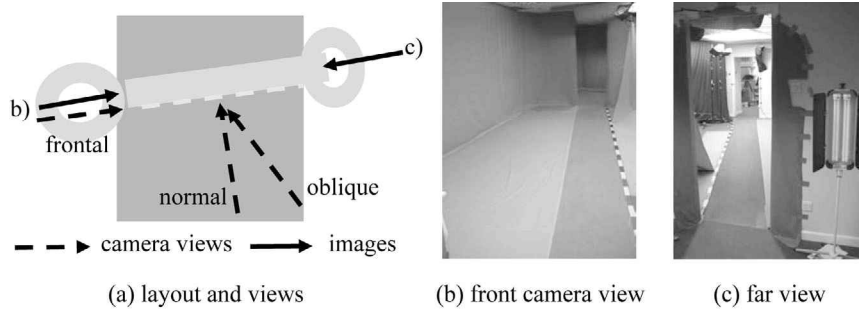 c)
b)
frontal
normal
oblique
camera views
images
(a) layout and views
(b) front camera view
(c) far view